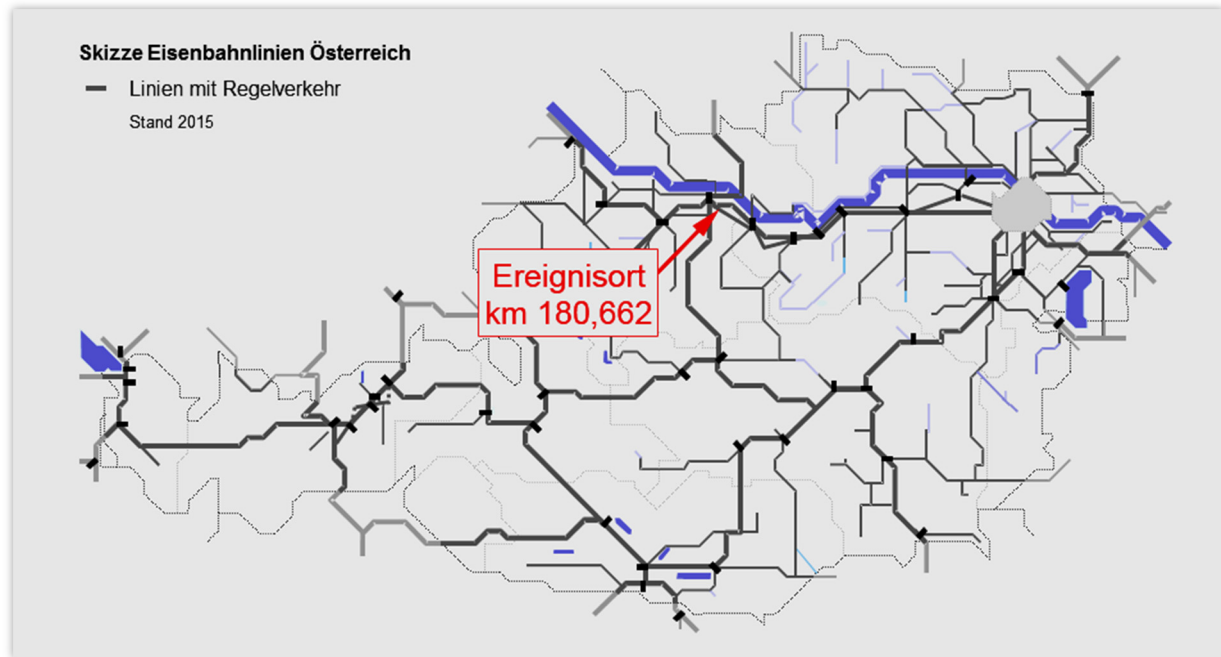 Skizze Eisenbahnlinien Österreich
Linien mit Regelverkehr
Stand 2015
Ereignisort
km 180,662